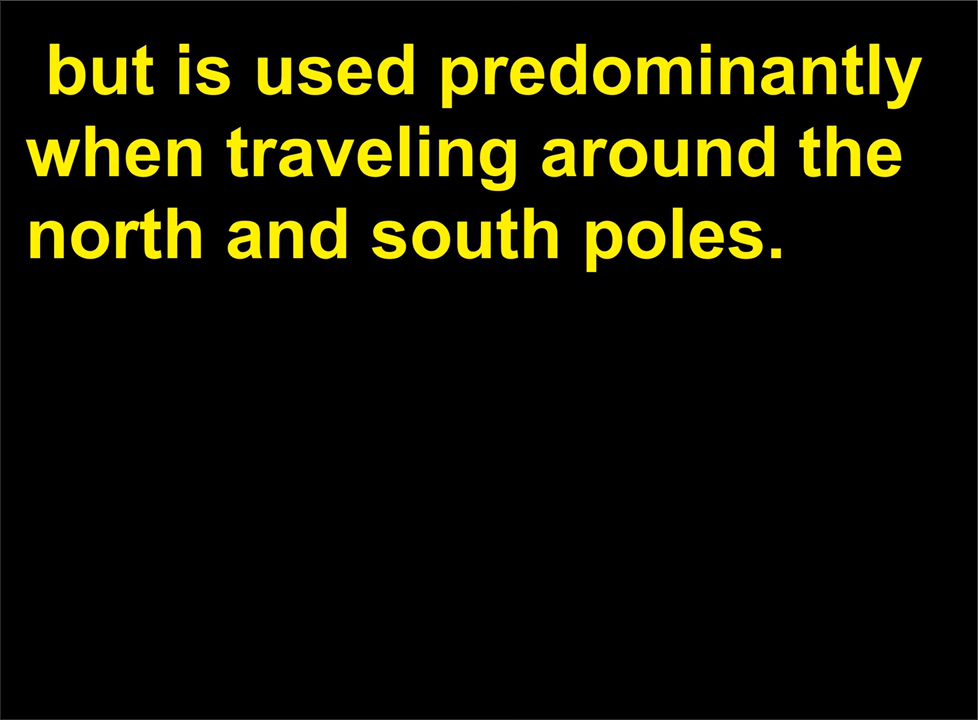 but is used predominantly
when traveling around the
north and south poles.